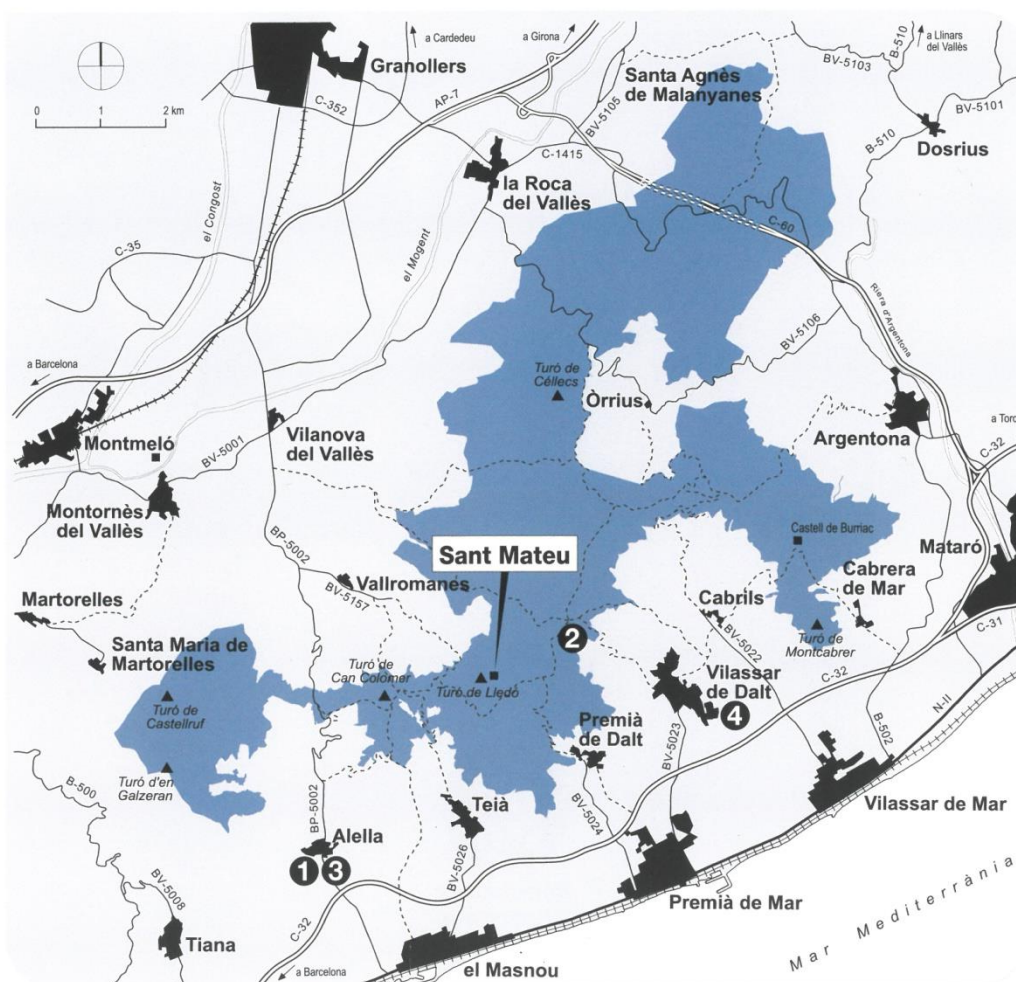 a Cardedeu
a Girona
a Llinars
del Vallès
B-510
BV-5103
Granollers
Santa Agnès
de Malanyanes
BV-5101
0 1 2 km
C-352
AP-7
BV-5105
B-510
Dosrius
C-1415
la Roca
del Vallès
el Congost
C-60
C-35
el Mogent
Riera d'Argentona
BV-5106
a Barcelona
Turó de
Céllecs
Òrrius
Argentona
Montmeló
Vilanova
del Vallès
BV-5001
C-32
Montornès
del Vallès
Castell de Burriac
BP-5002
Sant Mateu
Mataró
Vallromanes
BV-5157
Cabrera
de Mar
Martorelles
Cabrils
C-31
Santa Maria de
Martorelles
2
BV-5022
Turó de
Montcabrer
Turó de
Can Colomer
Turó de Lledó
Vilassar
de Dalt
C-32
Turó de
Castellruf
4
N-II
Premià
de Dalt
B-502
Turó d'en
Galzeran
BV-5023
B-500
BP-5002
Teià
Vilassar de Mar
Alella
BV-5024
1 3
BV-5026
BV-5008
Premià de Mar
C-32
Tiana
Mar Mediterrània
a Barcelona
el Masnou